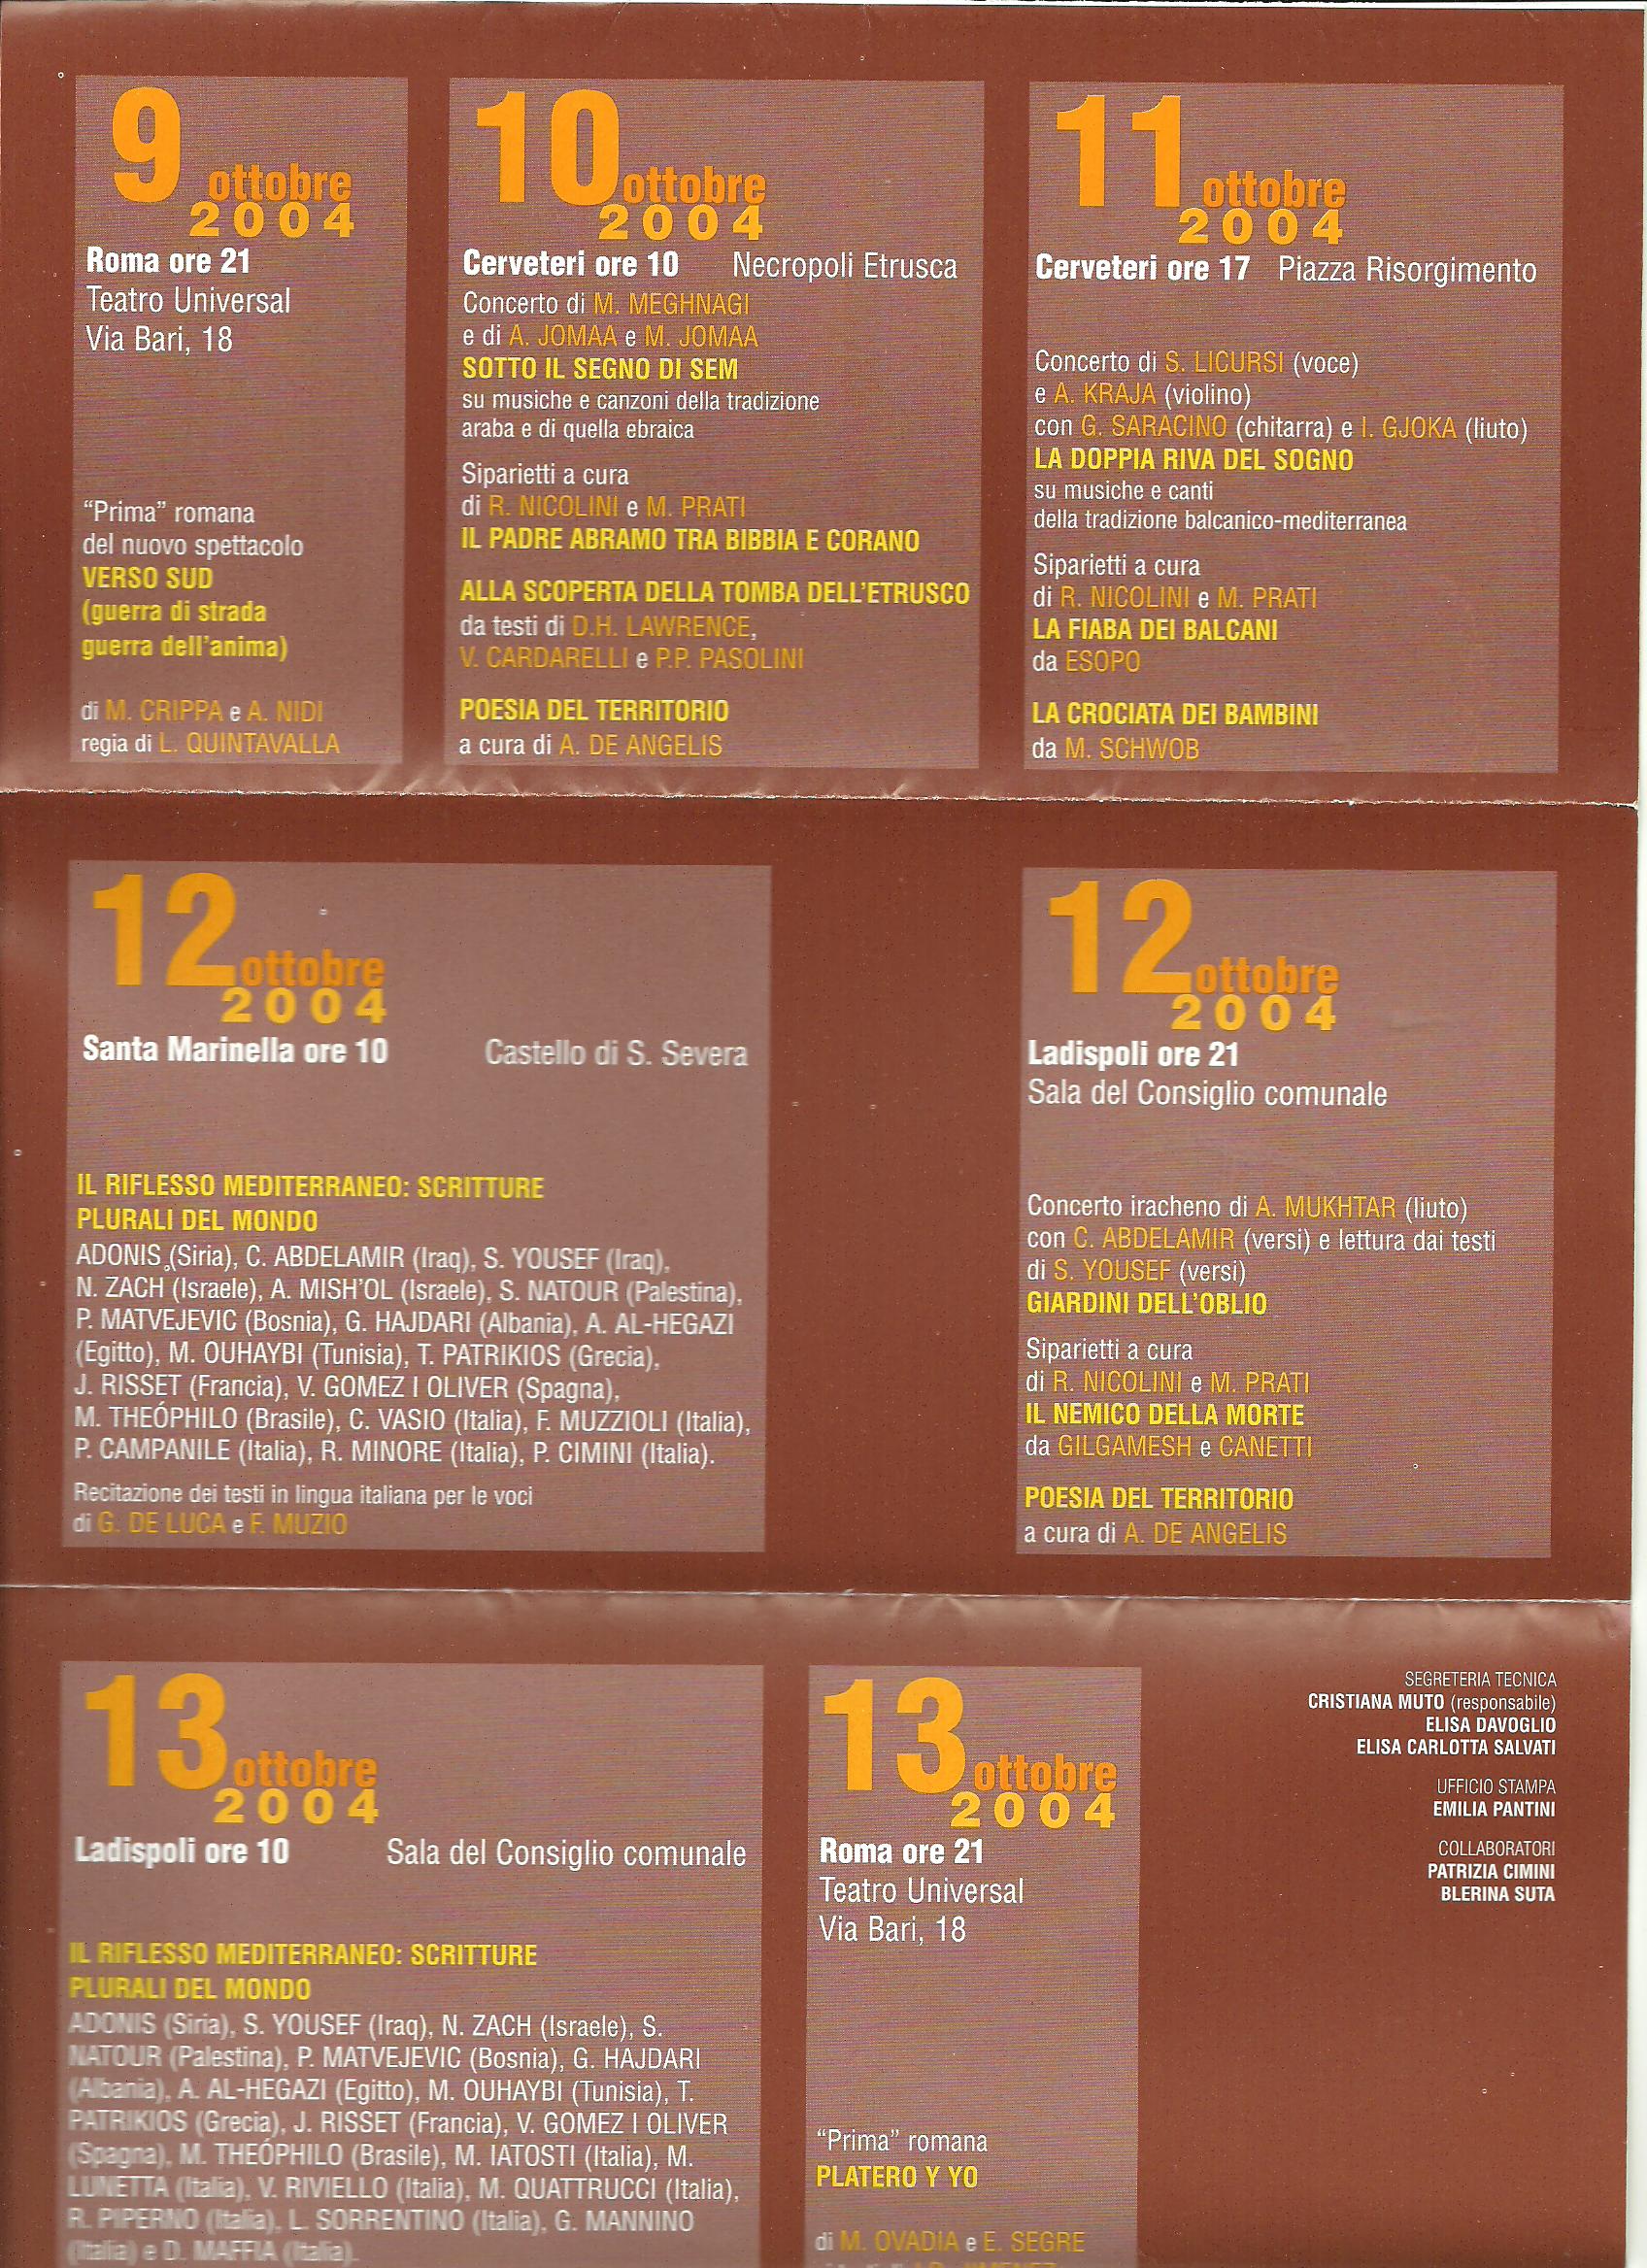 9 ottobre
2004
Roma ore 21
Teatro Universal
Via Bari, 18
“Prima” romana
del nuovo spettacolo
VERSO SUD
(guerra di strada
guerra dell’anima)
di M. CRIPPA e A. NIDI
regia di L. QUINTAVALLA
10 ottobre
2004
Cerveteri ore 10 Necropoli Etrusca
Concerto di M. MEGHNAGI
e di A. JOMAA e M. JOMAA
SOTTO IL SEGNO DI SEM
su musiche e canzoni della tradizione
araba e di quella ebraica
Siparietti a cura
di R. NICOLINI e M. PRATI
IL PADRE ABRAMO TRA BIBBIA E CORANO
ALLA SCOPERTA DELLA TOMBA DELL’ETRUSCO
da testi di D.H. LAWRENCE,
V. CARDARELLI e P.P. PASOLINI
POESIA DEL TERRITORIO
a cura di A. DE ANGELIS
11 ottobre
2004
Cerveteri ore 17 Piazza Risorgimento
Concerto di S. LICURSI (voce)
e A. KRAJA (violino)
con G. SARACINO (chitarra) e I. GJOKA (liuto)
LA DOPPIA RIVA DEL SOGNO
su musiche e canti
della tradizione balcanico-mediterranea
Siparietti a cura
di R. NICOLINI e M. PRATI
LA FIABA DEI BALCANI
da ESOPO
LA CROCIATA DEI BAMBINI
da M. SCHWOB
12 ottobre
2004
Santa Marinella ore 10 Castello di S. Severa
IL RIFLESSO MEDITERRANEO: SCRITTURE
PLURALI DEL MONDO
ADONIS (Siria), C. ABDELAMIR (Iraq), S. YOUSEF (Iraq),
N. ZACH (Israele), A. MISH’OL (Israele), S. NATOUR (Palestina),
P. MATVEJEVIC (Bosnia), G. HAJDARI (Albania), A. AL-HEGAZI
(Egitto), M. OUHAYBI (Tunisia), T. PATRIKIOS (Grecia),
J. RISSET (Francia), V. GOMEZ I OLIVER (Spagna),
M. THEÓPHILO (Brasile), C. VASIO (Italia), F. MUZZIOLI (Italia),
P. CAMPANILE (Italia), R. MINORE (Italia), P. CIMINI (Italia).
Recitazione dei testi in lingua italiana per le voci
di G. DE LUCA e F. MUZIO
12 ottobre
2004
Ladispoli ore 21
Sala del Consiglio comunale
Concerto iracheno di A. MUKHTAR (liuto)
con C. ABDELAMIR (versi) e lettura dai testi
di S. YOUSEF (versi)
GIARDINI DELL’OBLIO
Siparietti a cura
di R. NICOLINI e M. PRATI
IL NEMICO DELLA MORTE
da GILGAMESH e CANETTI
POESIA DEL TERRITORIO
a cura di A. DE ANGELIS
13 ottobre
2004
Ladispoli ore 10 Sala del Consiglio comunale
IL RIFLESSO MEDITERRANEO: SCRITTURE
PLURALI DEL MONDO
ADONIS (Siria), S. YOUSEF (Iraq), N. ZACH (Israele), S.
NATOUR (Palestina), P. MATVEJEVIC (Bosnia), G. HAJDARI
(Albania), A. AL-HEGAZI (Egitto), M. OUHAYBI (Tunisia), T.
PATRIKIOS (Grecia), J. RISSET (Francia), V. GOMEZ I OLIVER
(Spagna), M. THEÓPHILO (Brasile), M. IATOSTI (Italia), M.
LUNETTA (Italia), V. RIVIELLO (Italia), M. QUATTRUCCI (Italia),
R. PIPERNO (Italia), L. SORRENTINO (Italia), G. MANNINO
(Italia) e D. MAFFIA (Italia).
13 ottobre
2004
Roma ore 21
Teatro Universal
Via Bari, 18
“Prima” romana
PLATERO Y YO
di M. OVADIA e E. SEGRE
SEGRETERIA TECNICA
CRISTIANA MUTO (responsabile)
ELISA DAVOGLIO
ELISA CARLOTTA SALVATI
UFFICIO STAMPA
EMILIA PANTINI
COLLABORATORI
PATRIZIA CIMINI
BLERINA SUTA